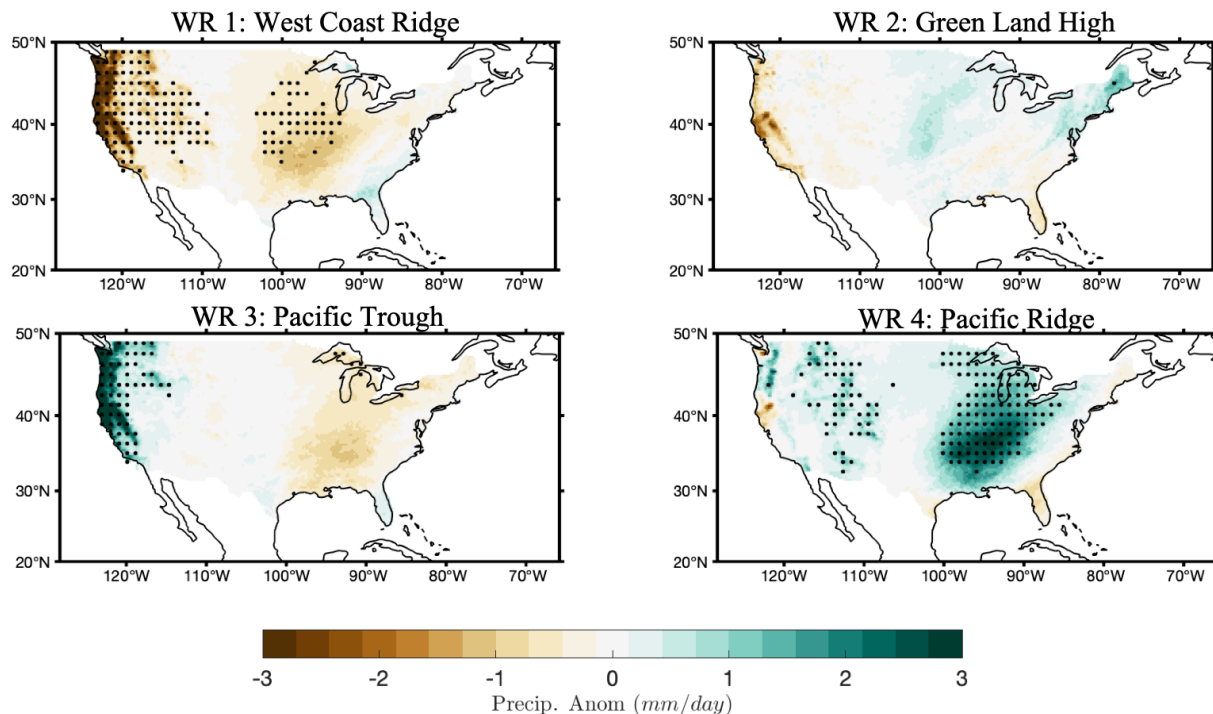 WR 1: West Coast Ridge
WR 2: Green Land High
50°N
40°N
30°N
20°N
120°W 110°W 100°W 90°W 80°W 70°W
50°N
40°N
30°N
20°N
120°W 110°W 100°W 90°W 80°W 70°W
WR 3: Pacific Trough
WR 4: Pacific Ridge
50°N
40°N
30°N
20°N
120°W 110°W 100°W 90°W 80°W 70°W
50°N
40°N
30°N
20°N
120°W 110°W 100°W 90°W 80°W 70°W
-3 -2 -1 0 1 2 3
Precip. Anom (mm/day)